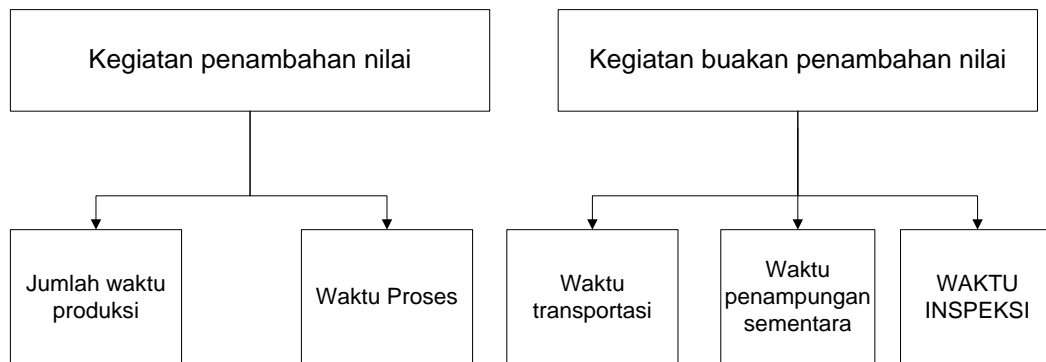 Kegiatan penambahan nilai
Kegiatan buakan penambahan nilai
Jumlah waktu
produksi
Waktu Proses
Waktu
transportasi
Waktu
penampungan
sementara
WAKTU
INSPEKSI